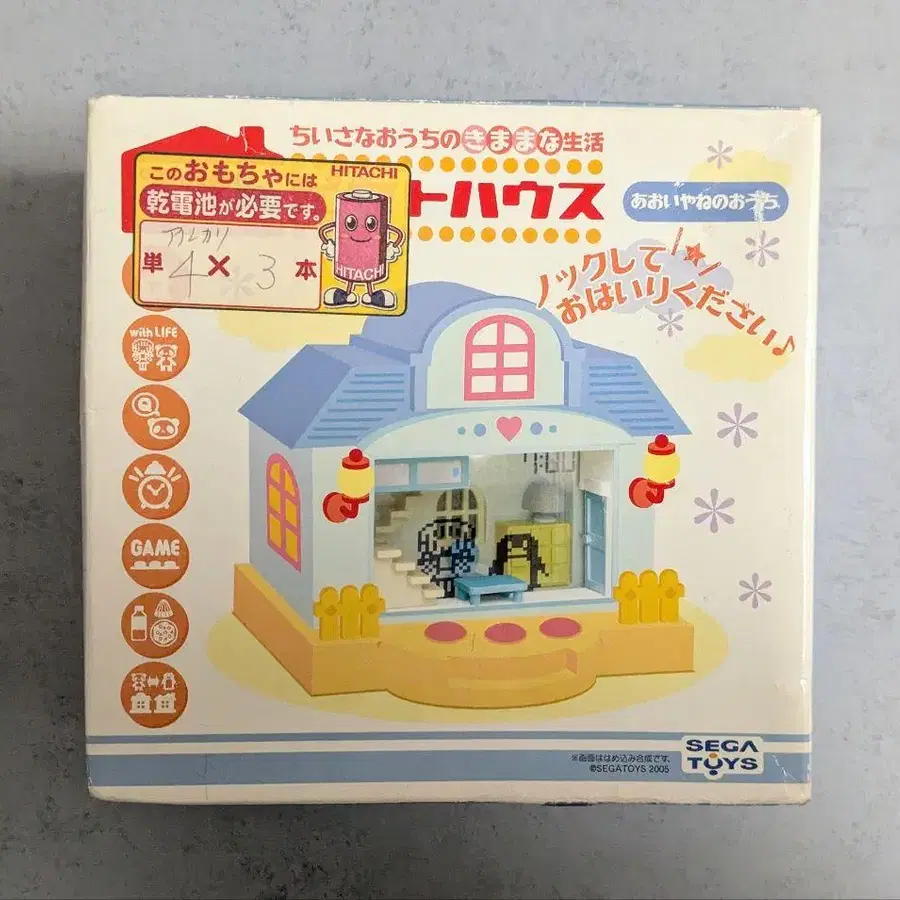 ちいさなおうちのきままな生活
トハウス
あおいやねのおうち
このおもちゃには
乾電池が必要です。
HITACHI
アルカリ
単 4 × 3 本
HITACHI
ノックして
おはいりください♪
with LIFE
Q
GAME
7:00
※画面ははめ込み合成です。
©SEGATOYS 2005
SEGA
TOYS